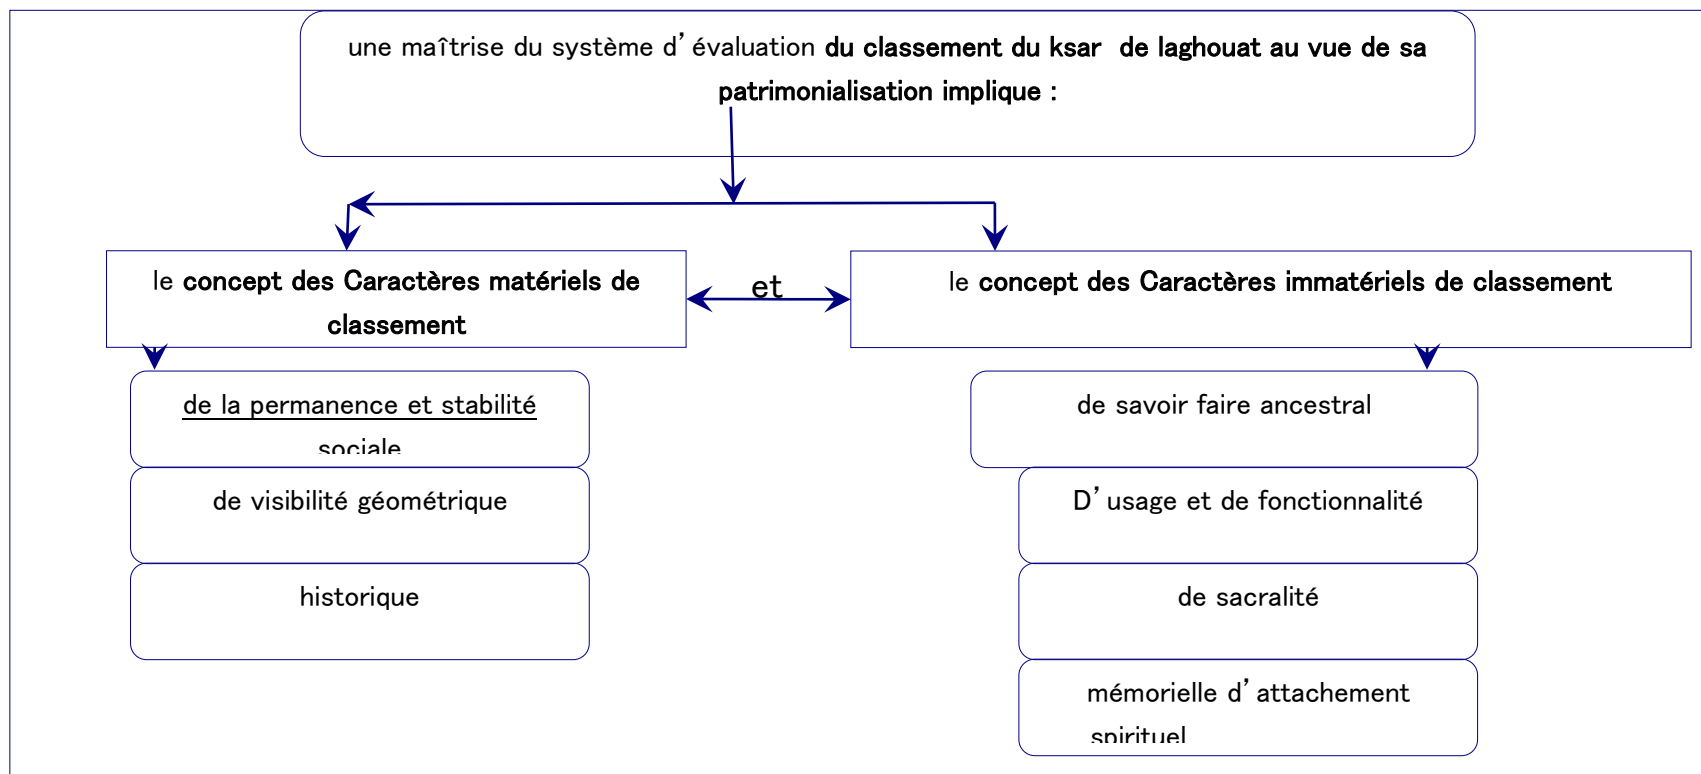 une maîtrise du système d’évaluation du classement du ksar de laghouat au vue de sa
patrimonialisation implique :
le concept des Caractères matériels de
classement
et
le concept des Caractères immatériels de classement
de la permanence et stabilité
sociale
de visibilité géométrique
historique
de savoir faire ancestral
D’usage et de fonctionnalité
de sacralité
mémorielle d’attachement
spirituel